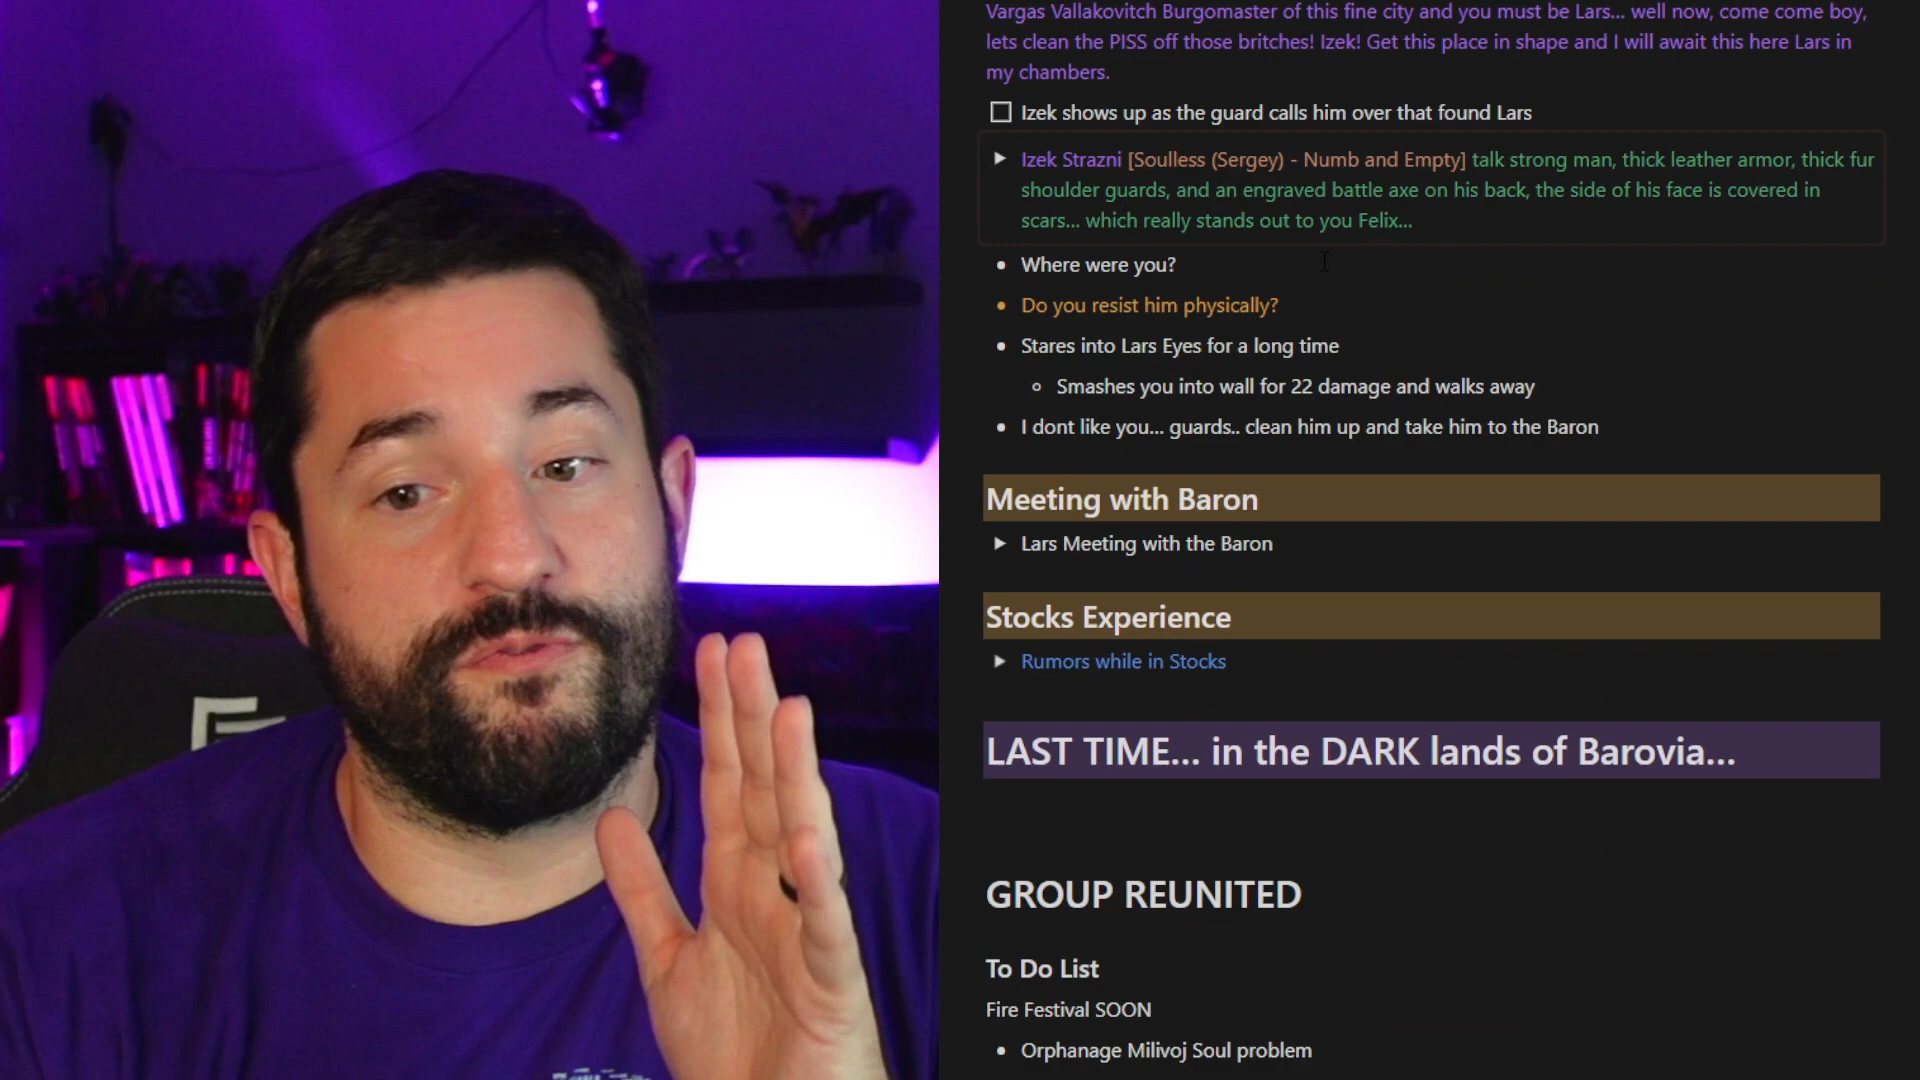 Vargas Vallakovitch Burgomaster of this fine city and you must be Lars... well now, come come boy,
lets clean the PISS off those britches! Izek! Get this place in shape and I will await this here Lars in
my chambers.
Izek shows up as the guard calls him over that found Lars
Izek Strazni [Soulless (Sergey) - Numb and Empty] talk strong man, thick leather armor, thick fur
shoulder guards, and an engraved battle axe on his back, the side of his face is covered in
scars... which really stands out to you Felix...
Where were you?
Do you resist him physically?
Stares into Lars Eyes for a long time
Smashes you into wall for 22 damage and walks away
I dont like you... guards.. clean him up and take him to the Baron
Meeting with Baron
Lars Meeting with the Baron
Stocks Experience
Rumors while in Stocks
LAST TIME... in the DARK lands of Barovia...
GROUP REUNITED
To Do List
Fire Festival SOON
Orphanage Milivoj Soul problem